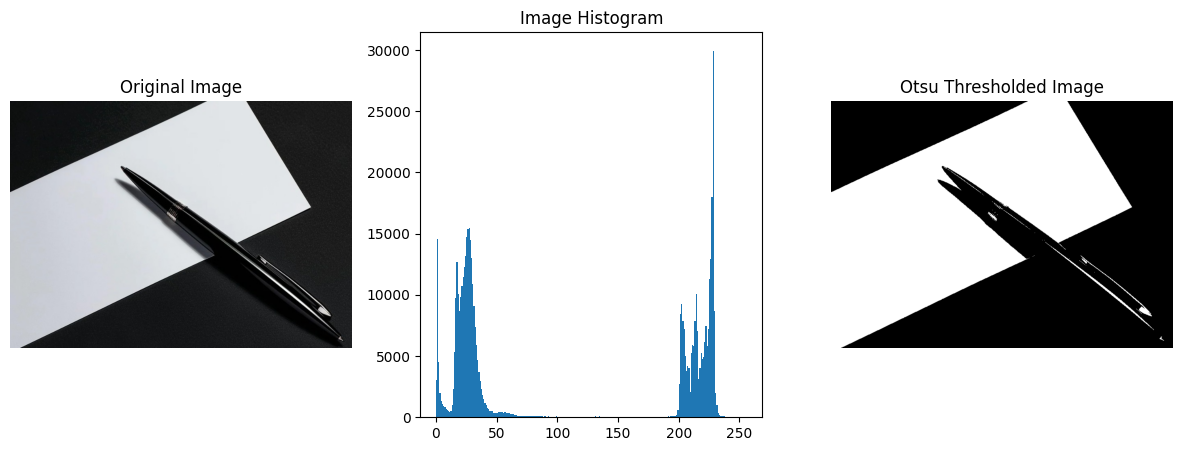 Original Image
Image Histogram
Otsu Thresholded Image
30000
25000
20000
15000
10000
5000
0
0 50 100 150 200 250